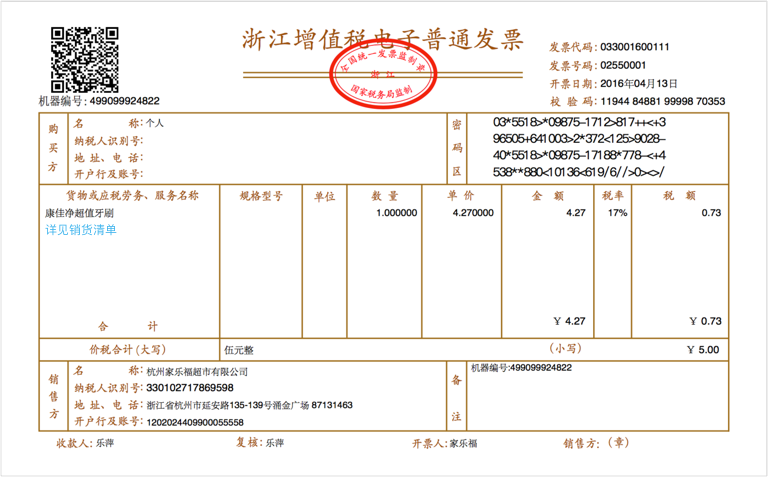 浙江增值税电子普通发票
全国统一发票监制章
浙江
国家税务局监制
发票代码: 033001600111
发票号码: 02550001
开票日期: 2016年04月13日
校 验 码: 11944 84881 99998 70353
机器编号: 499099924822
购买方
名 称: 个人
纳税人识别号:
地 址、电 话:
开户行及账号:
密码区
03*5518>*09875-1712>817++<+3
96505+641003>2*372<125>9028-
40*5518>*09875-17188*778-<+4
538**880<10136<619/6//>0><>/
货物或应税劳务、服务名称 规格型号 单位 数 量 单 价 金 额 税率 税 额
康佳净超值牙刷 1.000000 4.270000 4.27 17% 0.73
详见销货清单
合 计 ￥ 4.27 ￥ 0.73
价税合计(大写) 伍元整 (小写) ￥ 5.00
销售方
名 称: 杭州家乐福超市有限公司
纳税人识别号: 330102717869598
地 址、电 话: 浙江省杭州市延安路135-139号涌金广场 87131463
开户行及账号: 1202024409900055558
备注
机器编号:499099924822
收款人: 乐萍 复核: 乐萍 开票人: 家乐福 销售方: (章)